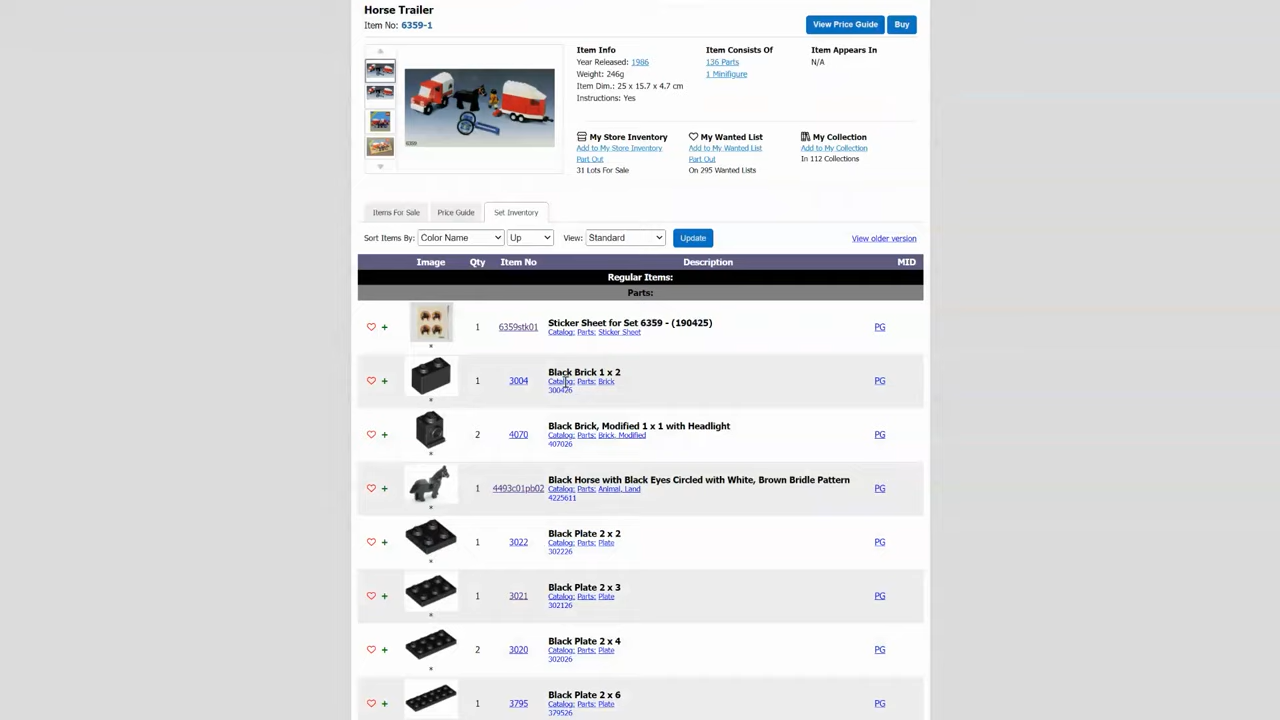 Horse Trailer
Item No: 6359-1
View Price Guide
Buy
Item Info
Year Released: 1986
Weight: 246g
Item Dim.: 25 x 15.7 x 4.7 cm
Instructions: Yes
Item Consists Of
136 Parts
1 Minifigure
Item Appears In
N/A
My Store Inventory
Add to My Store Inventory
Part Out
31 Lots For Sale
My Wanted List
Add to My Wanted List
Part Out
On 295 Wanted Lists
My Collection
Add to My Collection
In 112 Collections
Items For Sale
Price Guide
Set Inventory
Sort Items By: Color Name Up View: Standard Update View older version
Image Qty Item No Description MID
Regular Items:
Parts:
1 6359stk01 Sticker Sheet for Set 6359 - (190425) PG
Catalog: Parts: Sticker Sheet
1 3004 Black Brick 1 x 2 PG
Catalog: Parts: Brick
300426
2 4070 Black Brick, Modified 1 x 1 with Headlight PG
Catalog: Parts: Brick, Modified
407026
1 4493c01pb02 Black Horse with Black Eyes Circled with White, Brown Bridle Pattern PG
Catalog: Parts: Animal, Land
4225611
1 3022 Black Plate 2 x 2 PG
Catalog: Parts: Plate
302226
1 3021 Black Plate 2 x 3 PG
Catalog: Parts: Plate
302126
2 3020 Black Plate 2 x 4 PG
Catalog: Parts: Plate
302026
1 3795 Black Plate 2 x 6 PG
Catalog: Parts: Plate
379526